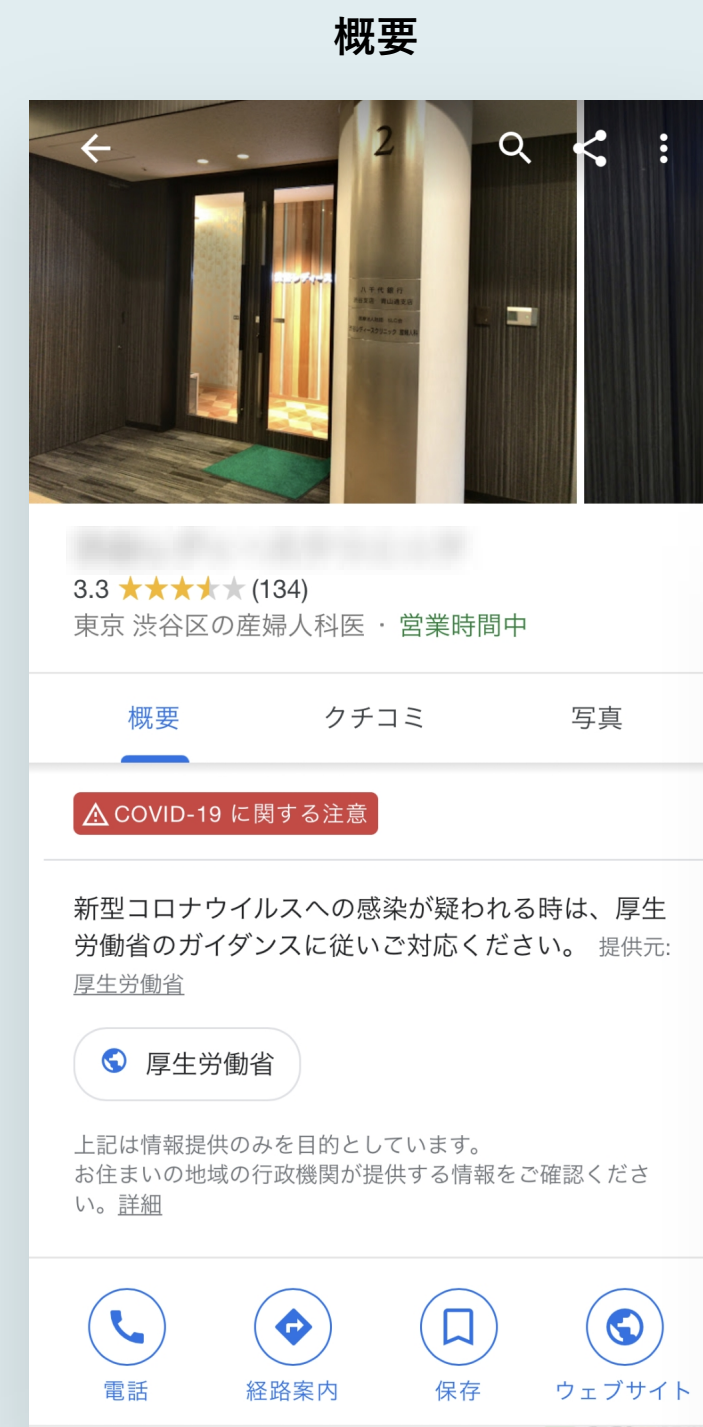 概要
2
八千代銀行
3.3 (134)
東京 渋谷区の産婦人科医 · 営業時間中
概要 クチコミ 写真
COVID-19 に関する注意
新型コロナウイルスへの感染が疑われる時は、厚生
労働省のガイダンスに従いご対応ください。 提供元:
厚生労働省
厚生労働省
上記は情報提供のみを目的としています。
お住まいの地域の行政機関が提供する情報をご確認くださ
い。詳細
電話 経路案内 保存 ウェブサイト